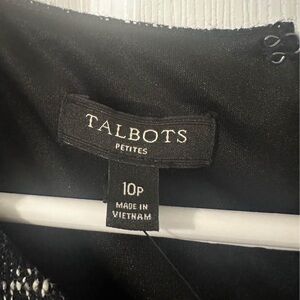 TALBOTS
PETITES
10P
MADE IN
VIETNAM